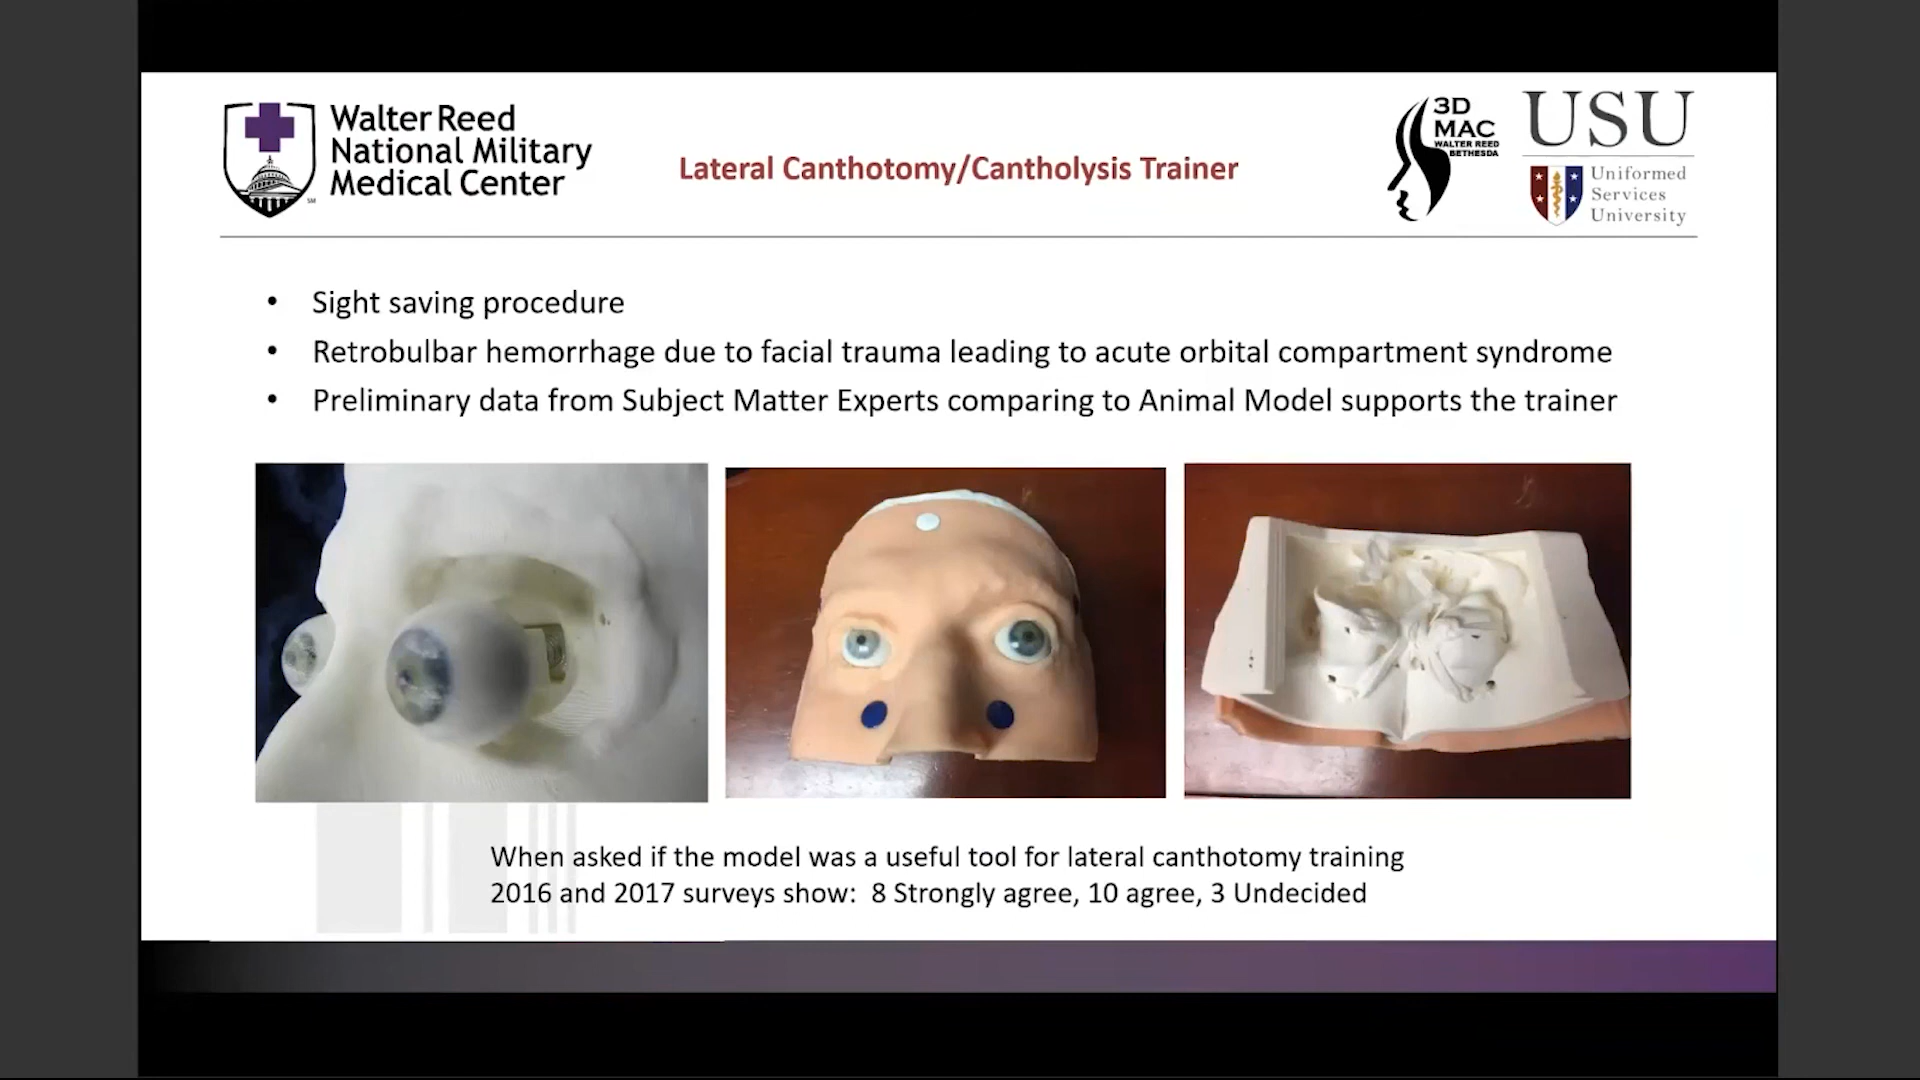 Walter Reed
National Military
Medical Center
SM
Lateral Canthotomy/Cantholysis Trainer
3D
MAC
WALTER REED
BETHESDA
USU
Uniformed
Services
University
• Sight saving procedure
• Retrobulbar hemorrhage due to facial trauma leading to acute orbital compartment syndrome
• Preliminary data from Subject Matter Experts comparing to Animal Model supports the trainer
When asked if the model was a useful tool for lateral canthotomy training
2016 and 2017 surveys show: 8 Strongly agree, 10 agree, 3 Undecided